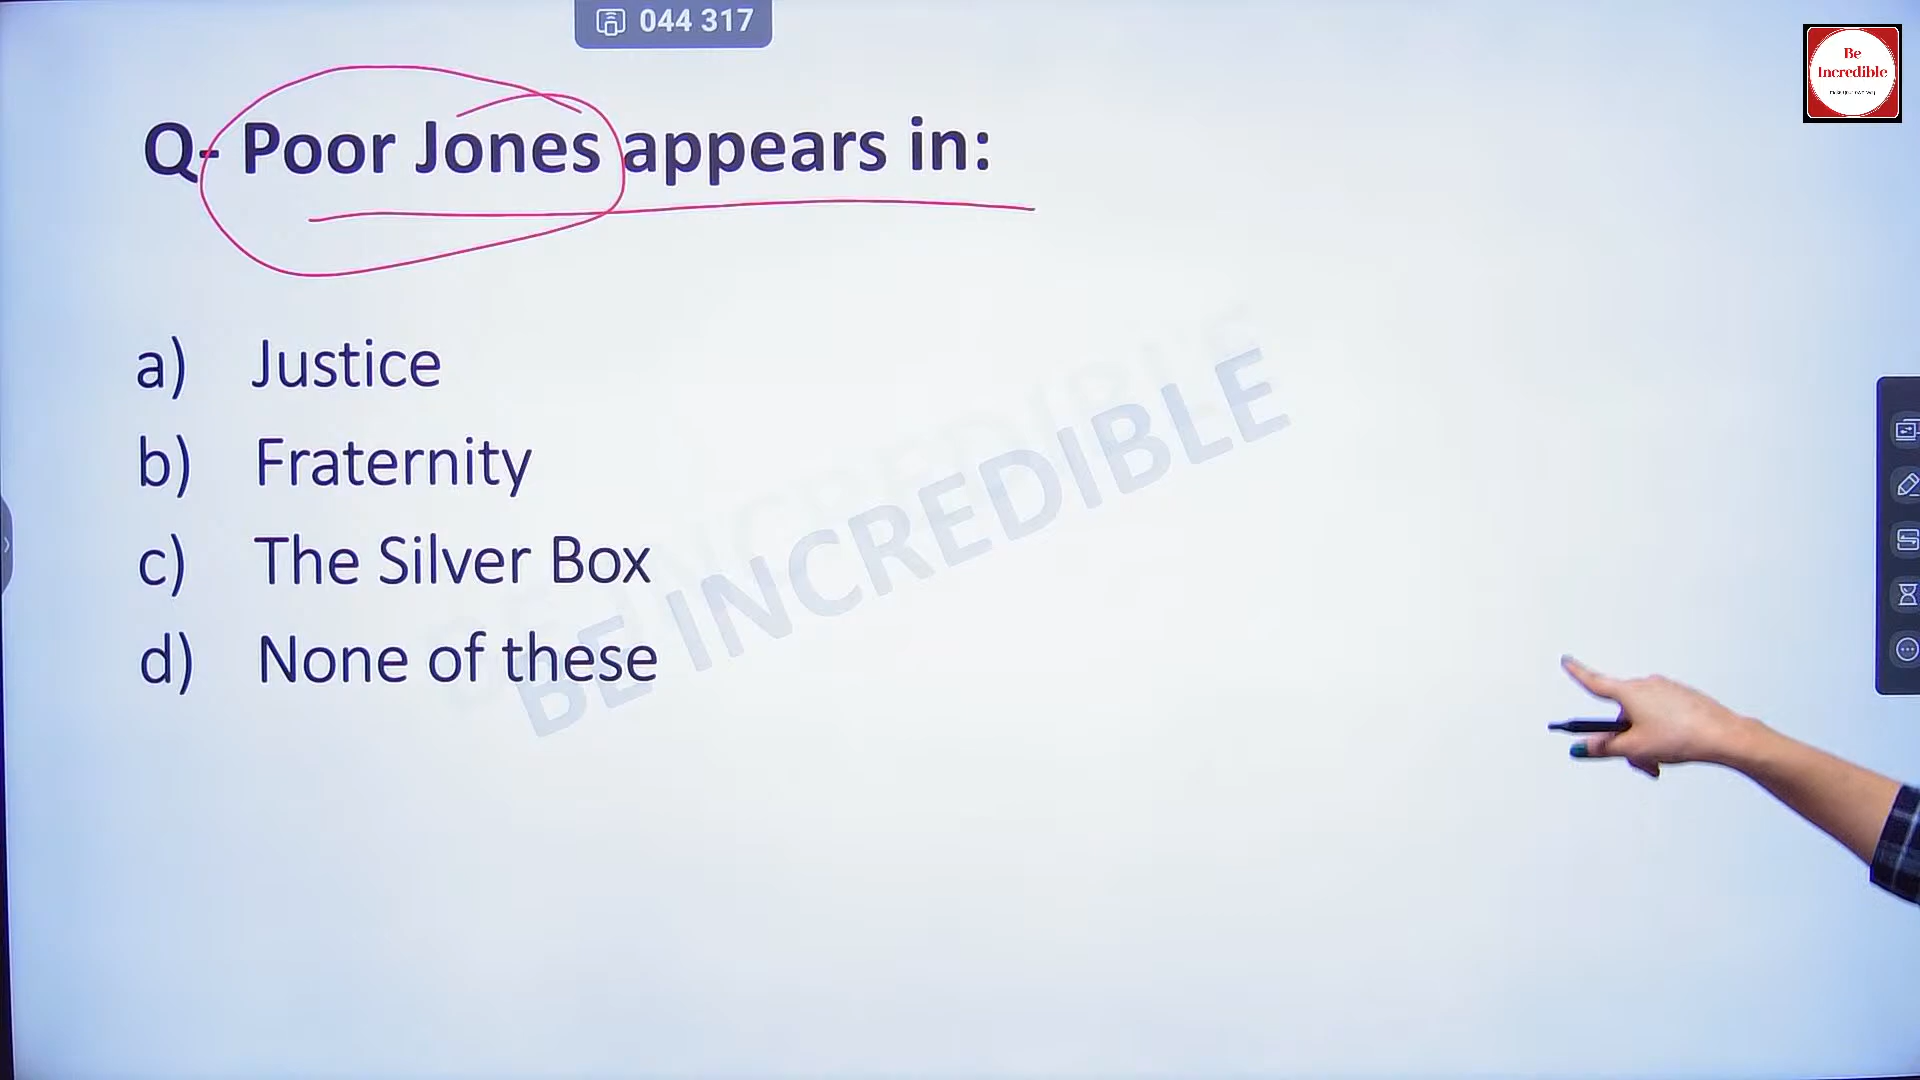 044 317
Be
Incredible
Q- Poor Jones appears in:
a) Justice
b) Fraternity
c) The Silver Box
d) None of these
BE INCREDIBLE